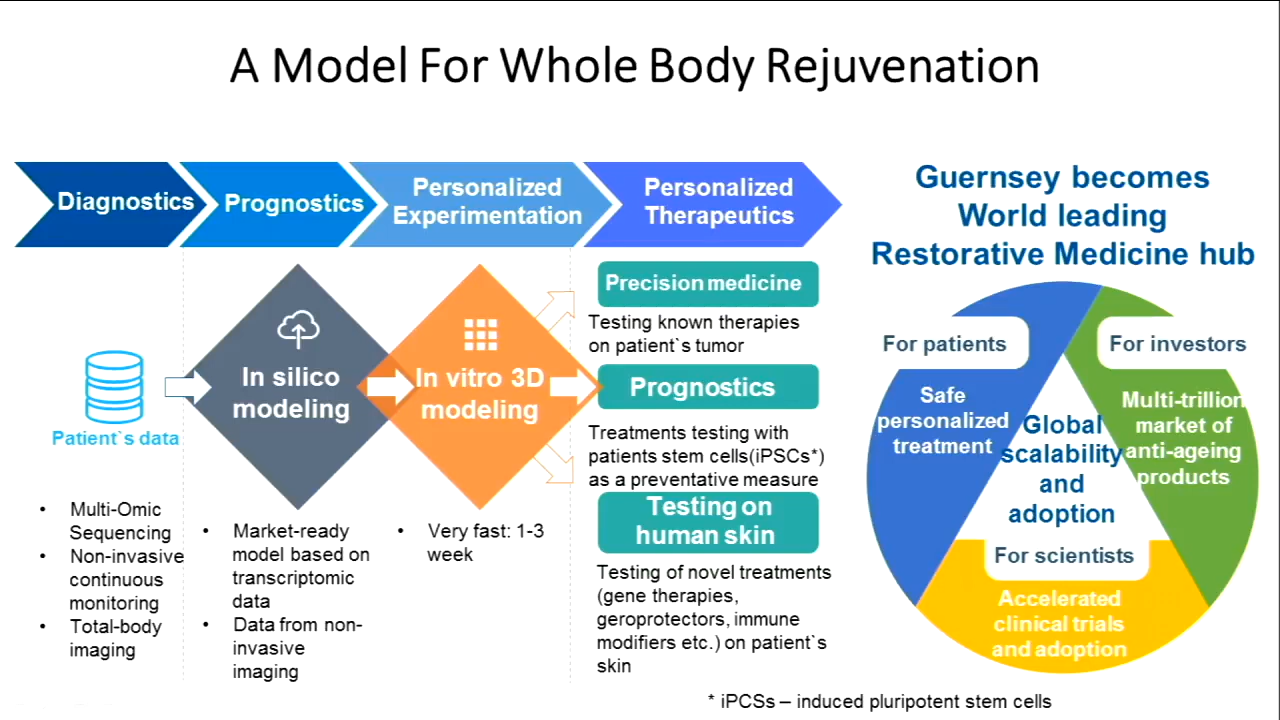 A Model For Whole Body Rejuvenation
Diagnostics
Prognostics
Personalized
Experimentation
Personalized
Therapeutics
Patient`s data
In silico
modeling
In vitro 3D
modeling
• Multi-Omic
Sequencing
• Non-invasive
continuous
monitoring
• Total-body
imaging
• Market-ready
model based on
transcriptomic
data
• Data from non-
invasive
imaging
• Very fast: 1-3
week
Precision medicine
Testing known therapies
on patient`s tumor
Prognostics
Treatments testing with
patients stem cells(iPSCs*)
as a preventative measure
Testing on
human skin
Testing of novel treatments
(gene therapies,
geroprotectors, immune
modifiers etc.) on patient`s
skin
Guernsey becomes
World leading
Restorative Medicine hub
For patients
Safe
personalized
treatment
For investors
Multi-trillion
market of
anti-ageing
products
Global
scalability
and
adoption
For scientists
Accelerated
clinical trials
and adoption
* iPCSs – induced pluripotent stem cells